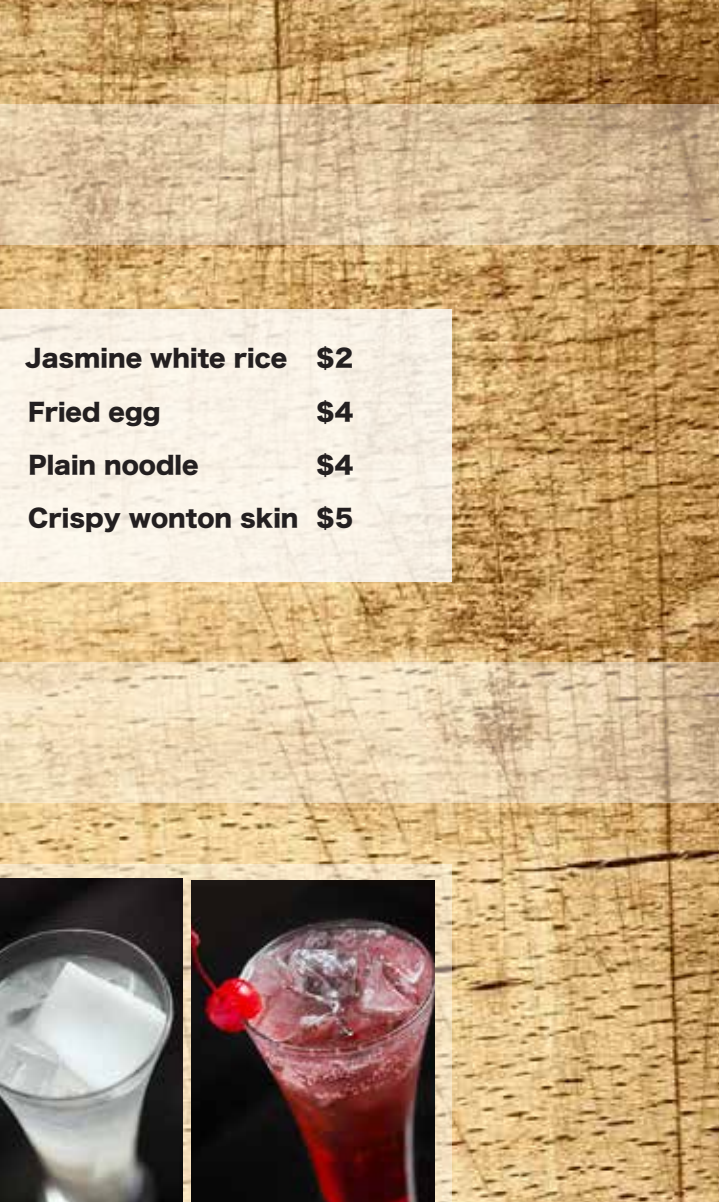 Jasmine white rice $2
Fried egg $4
Plain noodle $4
Crispy wonton skin $5